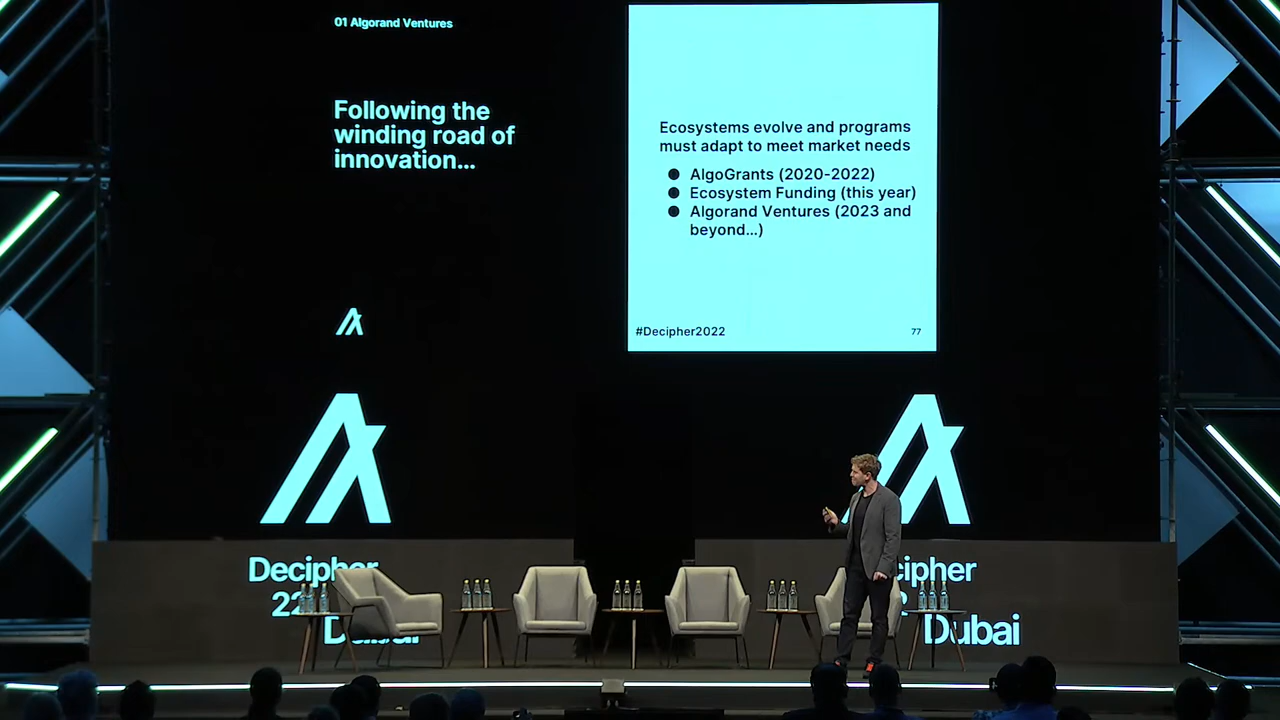 01 Algorand Ventures
Following the
winding road of
innovation...
Ecosystems evolve and programs
must adapt to meet market needs
● AlgoGrants (2020-2022)
● Ecosystem Funding (this year)
● Algorand Ventures (2023 and
beyond...)
#Decipher2022
77
Decipher
22
cipher
Dubai